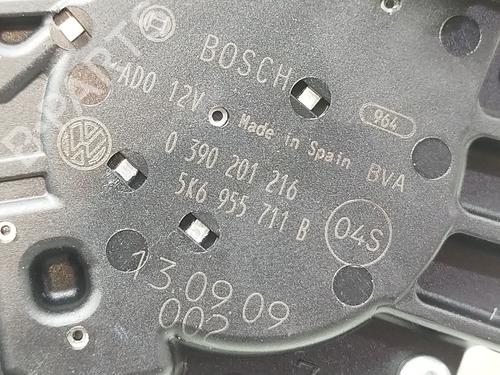 BOSCH
ADO 12V
964
Made in Spain
BVA
0 390 201 216
5K6 955 711 B
04S
13.09.09
002